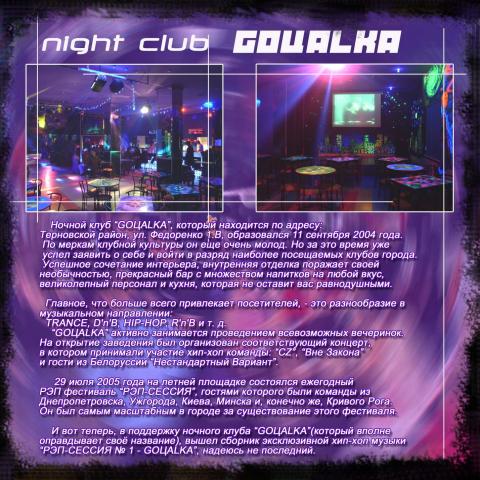 night club GOЦALKA
Ночной клуб "GOЦALKA", который находится по адресу:
Терновской район, ул. Федоренко 1.В, образовался 11 сентября 2004 года.
По меркам клубной культуры он еще очень молод. Но за это время уже
успел заявить о себе и войти в разряд наиболее посещаемых клубов города.
Успешное сочетание интерьера, внутренняя отделка поражает своей
необычностью, прекрасный бар с множеством напитков на любой вкус,
великолепный персонал и кухня, которая не оставит вас равнодушными.
Главное, что больше всего привлекает посетителей, - это разнообразие в
музыкальном направлении:
TRANCE, D'n'B, HIP-HOP, R'n'B и т. д.
"GOЦALKA" активно занимается проведением всевозможных вечеринок.
На открытие заведения был организован соответствующий концерт,
в котором принимали участие хип-хоп команды: "CZ", "Вне Закона"
и гости из Белоруссии "Нестандартный Вариант".
29 июля 2005 года на летней площадке состоялся ежегодный
РЭП фестиваль "РЭП-СЕССИЯ", гостями которого были команды из
Днепропетровска, Ужгорода, Киева, Минска и, конечно же, Кривого Рога.
Он был самым масштабным в городе за существование этого фестиваля.
И вот теперь, в поддержку ночного клуба "GOЦALKA"(который вполне
оправдывает своё название), вышел сборник эксклюзивной хип-хоп музыки
"РЭП-СЕССИЯ № 1 - GOЦALKA", надеюсь не последний.